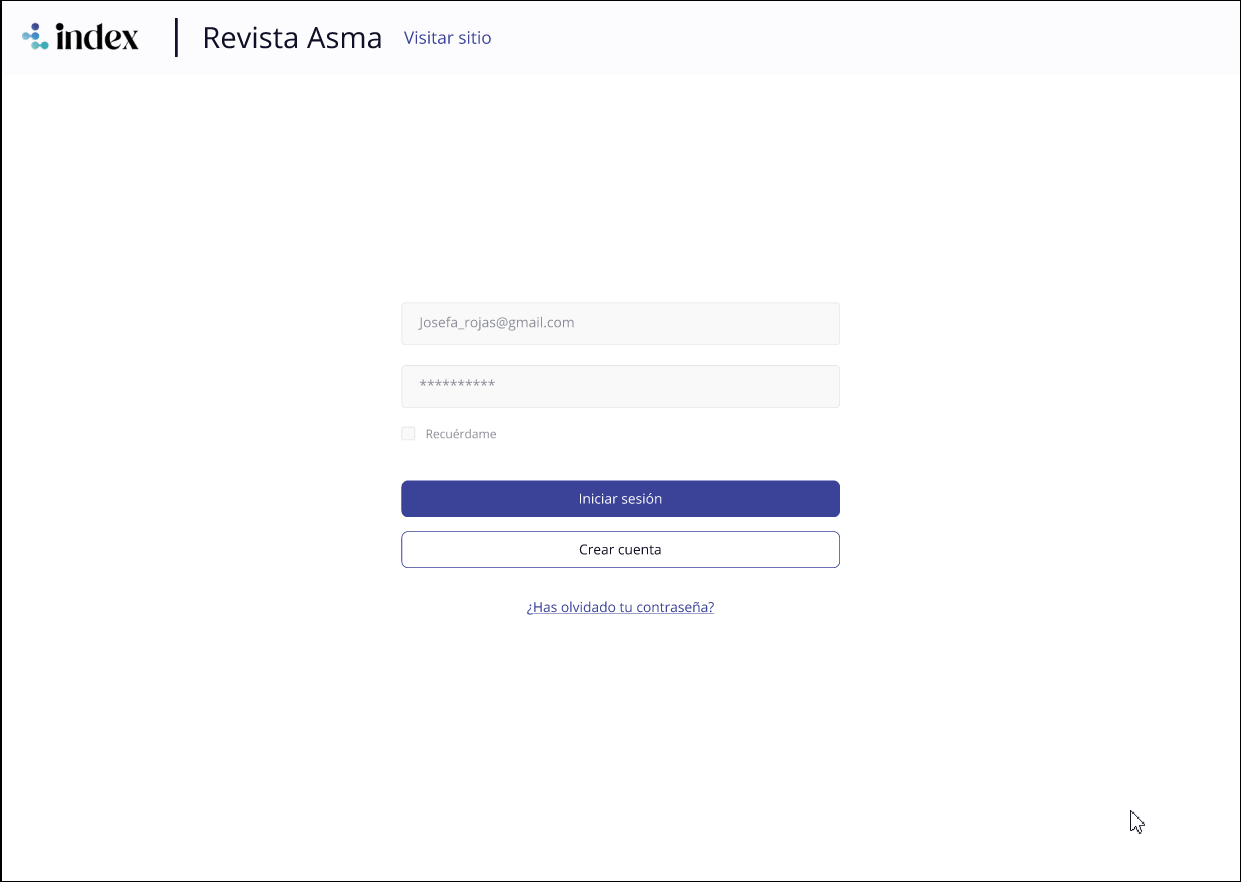 index
Revista Asma
Visitar sitio
Josefa_rojas@gmail.com
**********
Recuérdame
Iniciar sesión
Crear cuenta
¿Has olvidado tu contraseña?